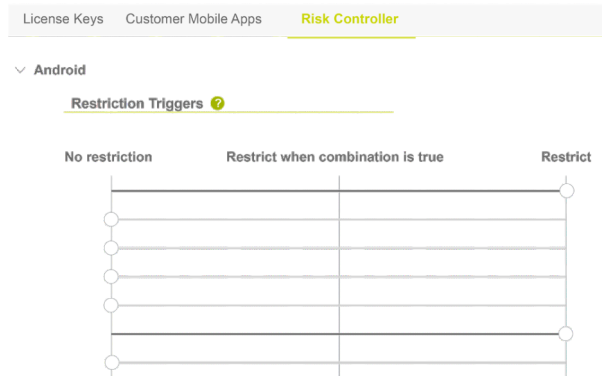 License Keys Customer Mobile Apps Risk Controller
Android
Restriction Triggers ?
No restriction Restrict when combination is true Restrict